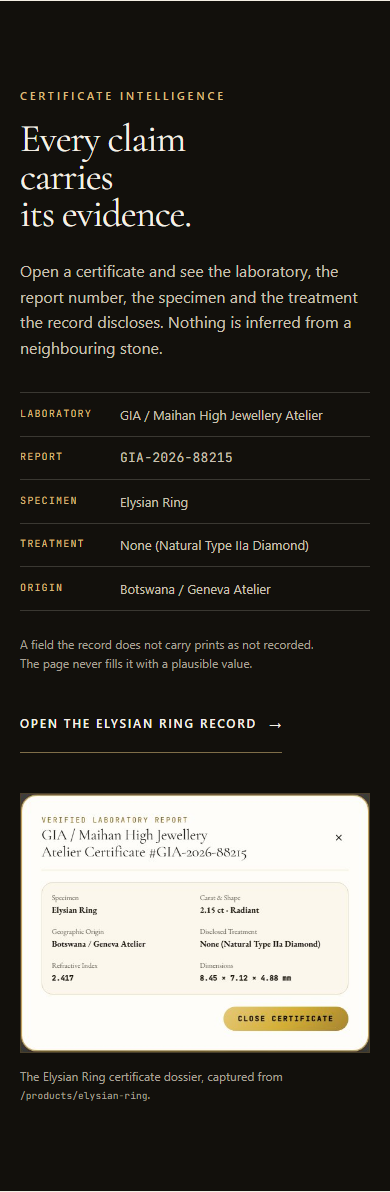 CERTIFICATE INTELLIGENCE
Every claim
carries
its evidence.
Open a certificate and see the laboratory, the
report number, the specimen and the treatment
the record discloses. Nothing is inferred from a
neighbouring stone.
LABORATORY GIA / Maihan High Jewellery Atelier
REPORT GIA-2026-88215
SPECIMEN Elysian Ring
TREATMENT None (Natural Type IIa Diamond)
ORIGIN Botswana / Geneva Atelier
A field the record does not carry prints as not recorded.
The page never fills it with a plausible value.
OPEN THE ELYSIAN RING RECORD →
VERIFIED LABORATORY REPORT
GIA / Maihan High Jewellery
Atelier Certificate #GIA-2026-88215
×
Specimen Carat & Shape
Elysian Ring 2.15 ct · Radiant
Geographic Origin Disclosed Treatment
Botswana / Geneva Atelier None (Natural Type IIa Diamond)
Refractive Index Dimensions
2.417 8.45 × 7.12 × 4.88 mm
CLOSE CERTIFICATE
The Elysian Ring certificate dossier, captured from
/products/elysian-ring.